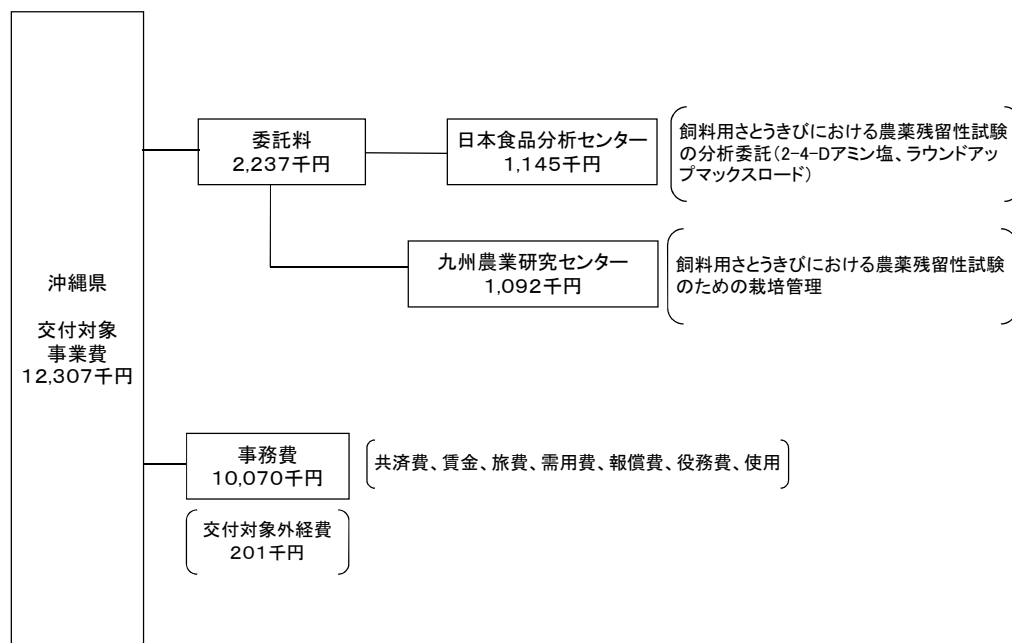 沖縄県
交付対象
事業費
12,307千円
委託料
2,237千円
日本食品分析センター
1,145千円
飼料用さとうきびにおける農薬残留性試験
の分析委託(2-4-Dアミン塩、ラウンドアッ
プマックスロード)
九州農業研究センター
1,092千円
飼料用さとうきびにおける農薬残留性試験
のための栽培管理
事務費
10,070千円
共済費、賃金、旅費、需用費、報償費、役務費、使用
交付対象外経費
201千円